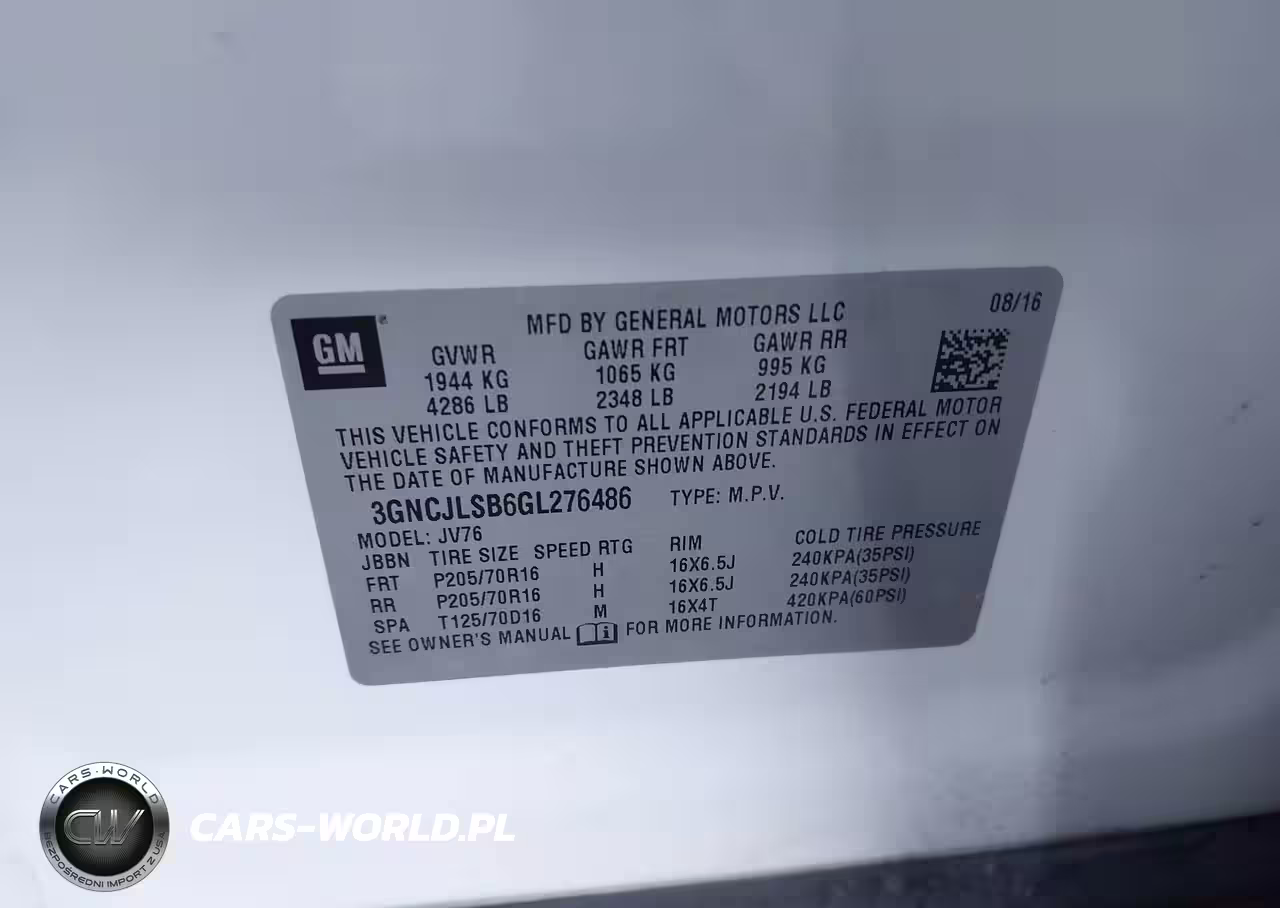 GM
MFD BY GENERAL MOTORS LLC
08/16
GVWR GAWR FRT GAWR RR
1944 KG 1065 KG 995 KG
4286 LB 2348 LB 2194 LB
THIS VEHICLE CONFORMS TO ALL APPLICABLE U.S. FEDERAL MOTOR
VEHICLE SAFETY AND THEFT PREVENTION STANDARDS IN EFFECT ON
THE DATE OF MANUFACTURE SHOWN ABOVE.
3GNCJLSB6GL276486 TYPE: M.P.V.
MODEL: JV76
JBBN TIRE SIZE SPEED RTG RIM COLD TIRE PRESSURE
FRT P205/70R16 H 16X6.5J 240KPA(35PSI)
RR P205/70R16 H 16X6.5J 240KPA(35PSI)
SPA T125/70D16 M 16X4T 420KPA(60PSI)
SEE OWNER'S MANUAL i FOR MORE INFORMATION.
CARS-WORLD
CW
BEZPOŚREDNI IMPORT Z USA
CARS-WORLD.PL